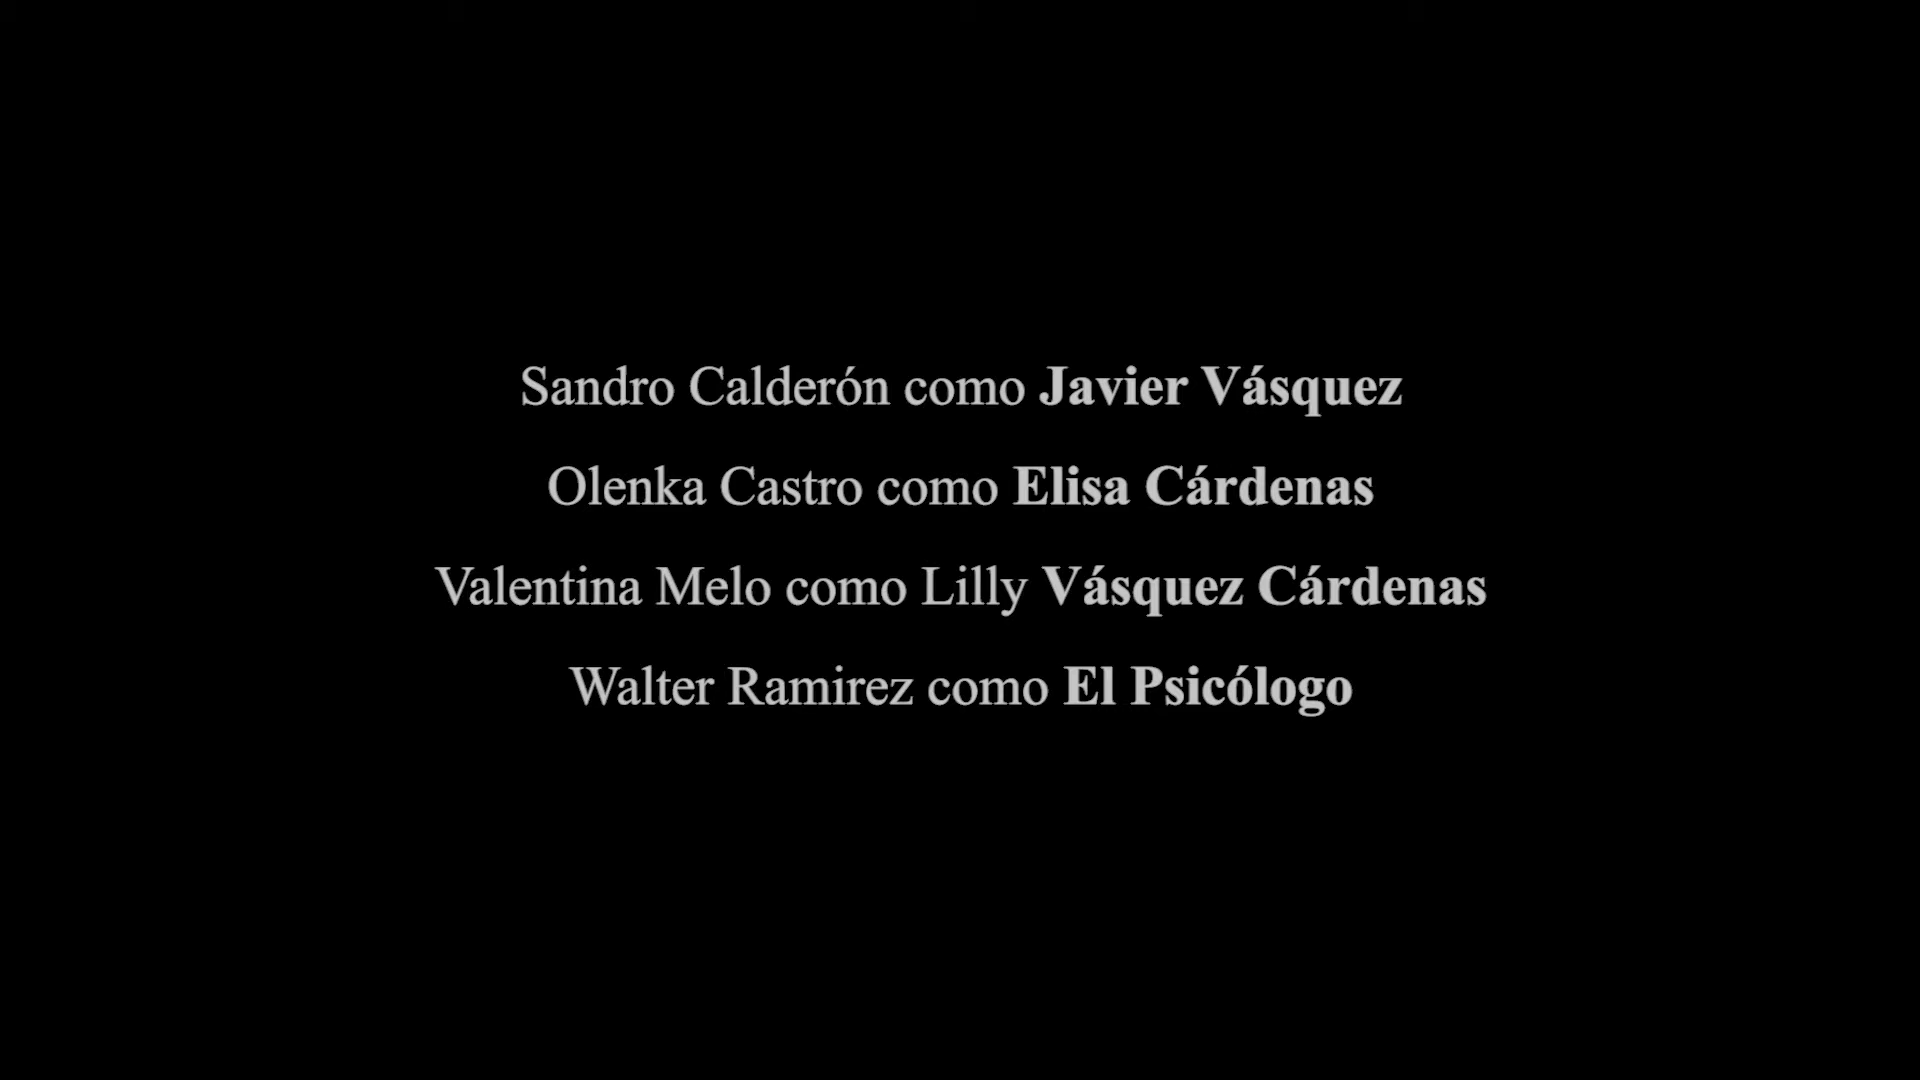 Sandro Calderón como Javier Vásquez
Olenka Castro como Elisa Cárdenas
Valentina Melo como Lilly Vásquez Cárdenas
Walter Ramirez como El Psicólogo